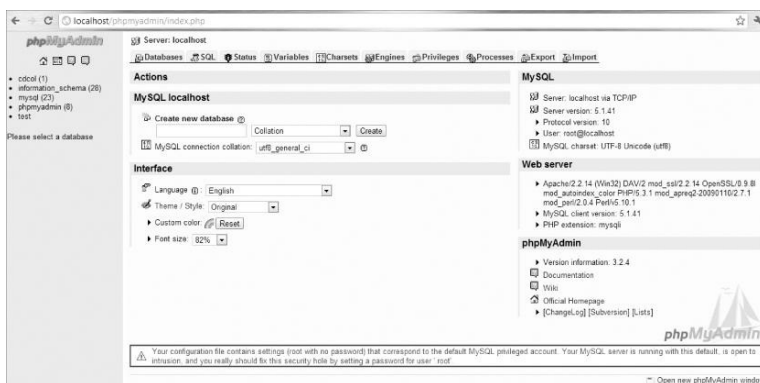 localhost/phpmyadmin/index.php
phpMyAdmin
cdcol (1)
information_schema (28)
mysql (23)
phpmyadmin (8)
test
Please select a database
Server: localhost
Databases SQL Status Variables Charsets Engines Privileges Processes Export Import
Actions
MySQL localhost
Create new database
Collation Create
MySQL connection collation: utf8_general_ci
Interface
Language : English
Theme / Style: Original
Custom color: Reset
Font size: 82%
MySQL
Server: localhost via TCP/IP
Server version: 5.1.41
Protocol version: 10
User: root@localhost
MySQL charset: UTF-8 Unicode (utf8)
Web server
Apache/2.2.14 (Win32) DAV/2 mod_ssl/2.2.14 OpenSSL/0.9.8l
mod_autoindex_color PHP/5.3.1 mod_apreq2-20090110/2.7.1
mod_perl/2.0.4 Perl/v5.10.1
MySQL client version: 5.1.41
PHP extension: mysqli
phpMyAdmin
Version information: 3.2.4
Documentation
Wiki
Official Homepage
[ChangeLog] [Subversion] [Lists]
phpMyAdmin
Your configuration file contains settings (root with no password) that correspond to the default MySQL privileged account. Your MySQL server is running with this default, is open to
intrusion, and you really should fix this security hole by setting a password for user ' root'.
Open new phpMyAdmin window